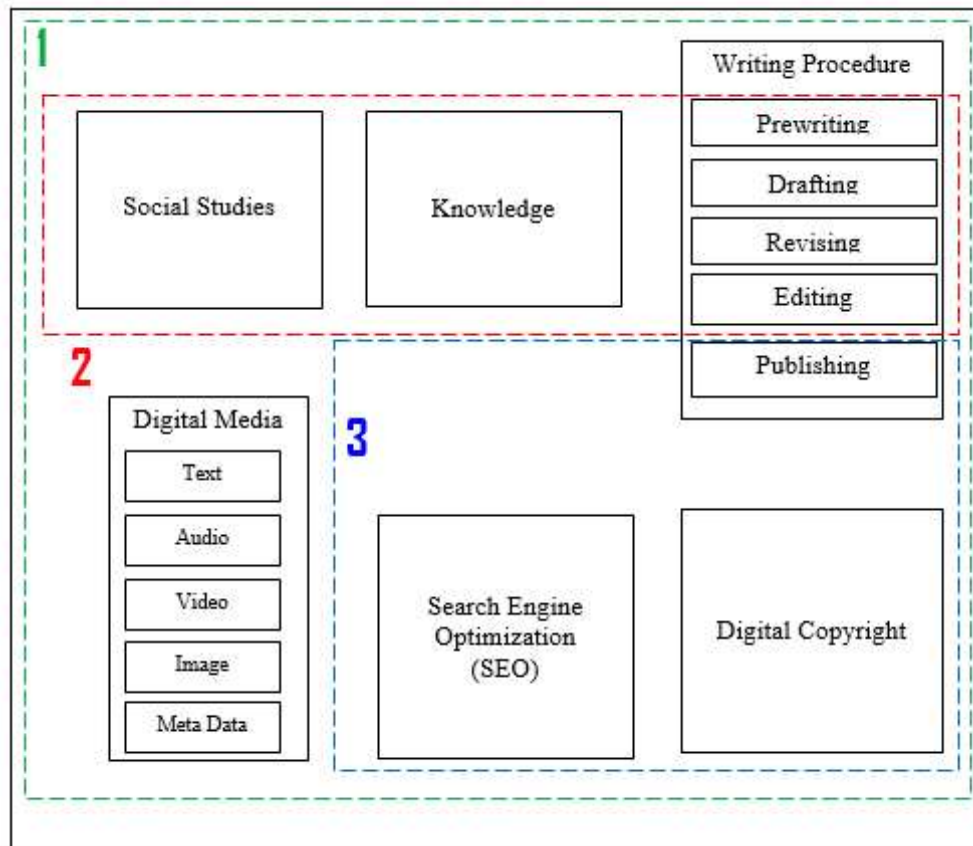 1
Writing Procedure
Prewriting
Social Studies
Knowledge
Drafting
Revising
Editing
2
Publishing
Digital Media
3
Text
Audio
Video
Image
Meta Data
Search Engine
Optimization
(SEO)
Digital Copyright